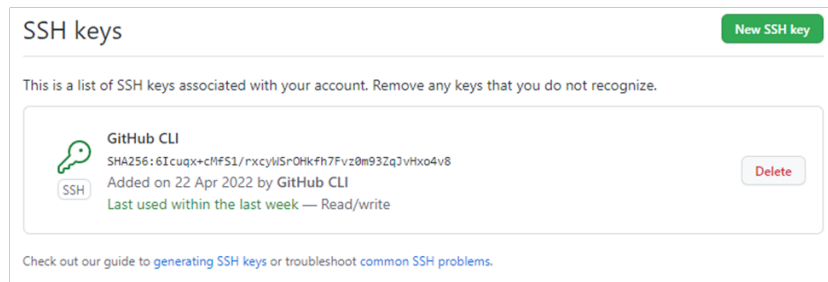 SSH keys
New SSH key
This is a list of SSH keys associated with your account. Remove any keys that you do not recognize.
GitHub CLI
SHA256:6Icuqx+cMfS1/rxcyWSrOHkfh7Fvz0m93ZqJvHxo4v8
SSH
Added on 22 Apr 2022 by GitHub CLI
Last used within the last week — Read/write
Delete
Check out our guide to generating SSH keys or troubleshoot common SSH problems.